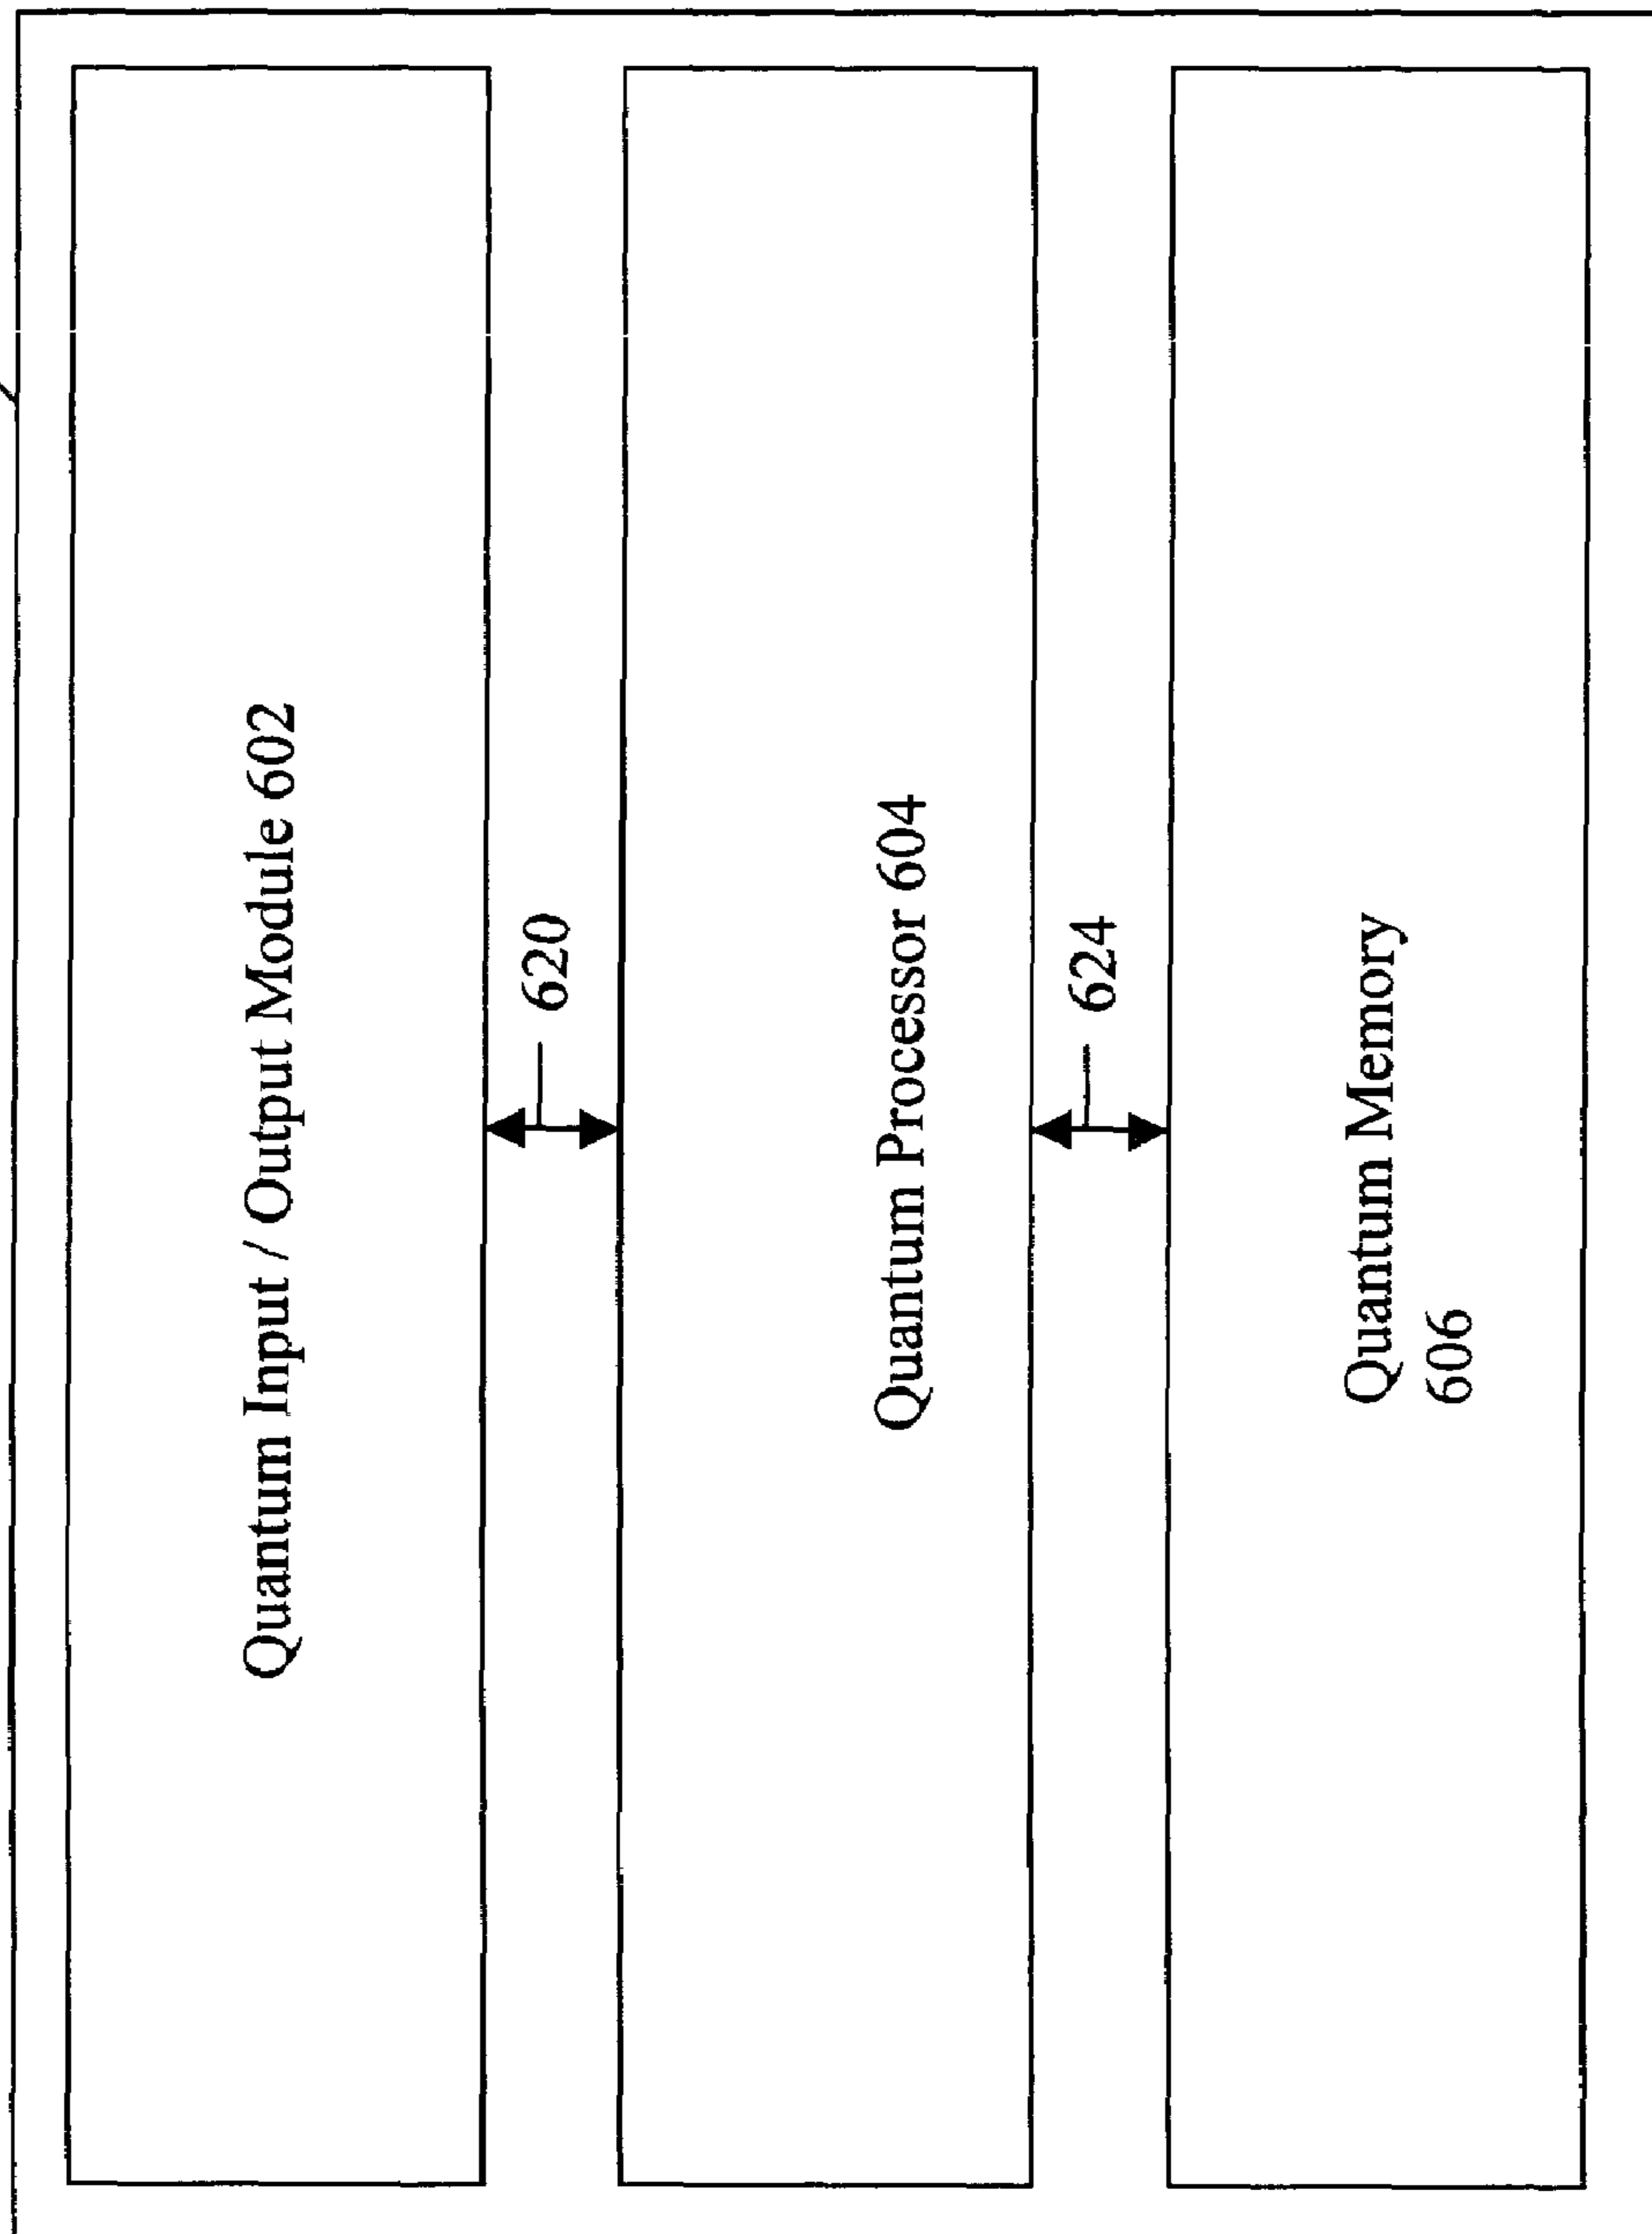 Quantum Input / Output Module 602
620
Quantum Processor 604
624
Quantum Memory
606